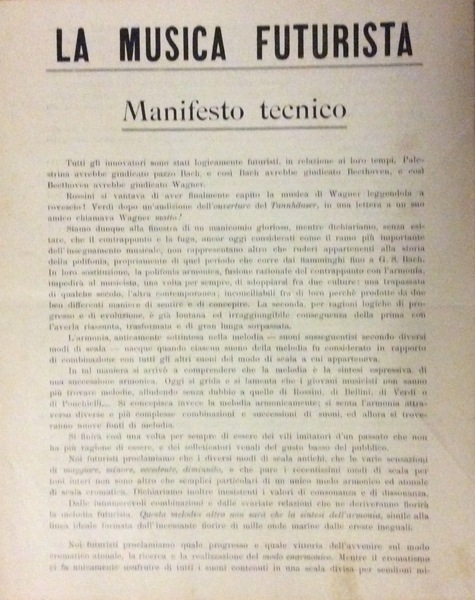 LA MUSICA FUTURISTA
Manifesto tecnico
Tutti gli innovatori sono stati logicamente futuristi, in relazione ai loro tempi. Pale-
strina avrebbe giudicato pazzo Bach, e così Bach avrebbe giudicato Beethoven, e così
Beethoven avrebbe giudicato Wagner.
Rossini si vantava di aver finalmente capito la musica di Wagner leggendola a
rovescio! Verdi dopo un'audizione dell'ouverture del Tannhäuser, in una lettera a un suo
amico chiamava Wagner matto!
Siamo dunque alla finestra di un manicomio glorioso, mentre dichiariamo, senza esi-
tare, che il contrappunto e la fuga, ancor oggi considerati come il ramo più importante
dell'insegnamento musicale, non rappresentano altro che ruderi appartenenti alla storia
della polifonia, propriamente di quel periodo che corre dai fiamminghi fino a G. S. Bach.
In loro sostituzione, la polifonia armonica, fusione razionale del contrappunto con l'armonia,
impedirà al musicista, una volta per sempre, di sdoppiarsi fra due culture: una trapassata
di qualche secolo, l'altra contemporanea; inconciliabili fra di loro perchè prodotte da due
ben differenti maniere di sentire e di concepire. La seconda, per ragioni logiche di pro-
gresso e di evoluzione, è già lontana ed irraggiungibile conseguenza della prima con
l'averla riassunta, trasformata e di gran lunga sorpassata.
L'armonia, anticamente sottintesa nella melodia — suoni susseguentisi secondo diversi
modi di scala — nacque quando ciascun suono della melodia fu considerato in rapporto
di combinazione con tutti gli altri suoni del modo di scala a cui apparteneva.
In tal maniera si arrivò a comprendere che la melodia è la sintesi espressiva di
una successione armonica. Oggi si grida e si lamenta che i giovani musicisti non sanno
più trovare melodie, alludendo senza dubbio a quelle di Rossini, di Bellini, di Verdi o
di Ponchielli... Si concepisca invece la melodia armonicamente; si senta l'armonia attra-
verso diverse e più complesse combinazioni e successioni di suoni, ed allora si trove-
ranno nuove fonti di melodia.
Si finirà così una volta per sempre di essere dei vili imitatori d'un passato che non
ha più ragione di essere, e dei sollecitatori venali del gusto basso del pubblico.
Noi futuristi proclamiamo che i diversi modi di scala antichi, che le varie sensazioni
di maggiore, minore, eccedente, diminuito, e che pure i recentissimi modi di scala per
toni interi non sono altro che semplici particolari di un unico modo armonico ed atonale
di scala cromatica. Dichiariamo inoltre inesistenti i valori di consonanza e di dissonanza.
Dalle innumerevoli combinazioni e dalle svariate relazioni che ne deriveranno fiorirà
la melodia futurista. Questa melodia altro non sarà che la sintesi dell'armonia, simile alla
linea ideale formata dall'incessante fiorire di mille onde marine dalle creste ineguali.
Noi futuristi proclamiamo quale progresso e quale vittoria dell'avvenire sul modo
cromatico atonale, la ricerca e la realizzazione del modo enarmonico. Mentre il cromatismo
ci fa unicamente usufruire di tutti i suoni contenuti in una scala divisa per semitoni mi-